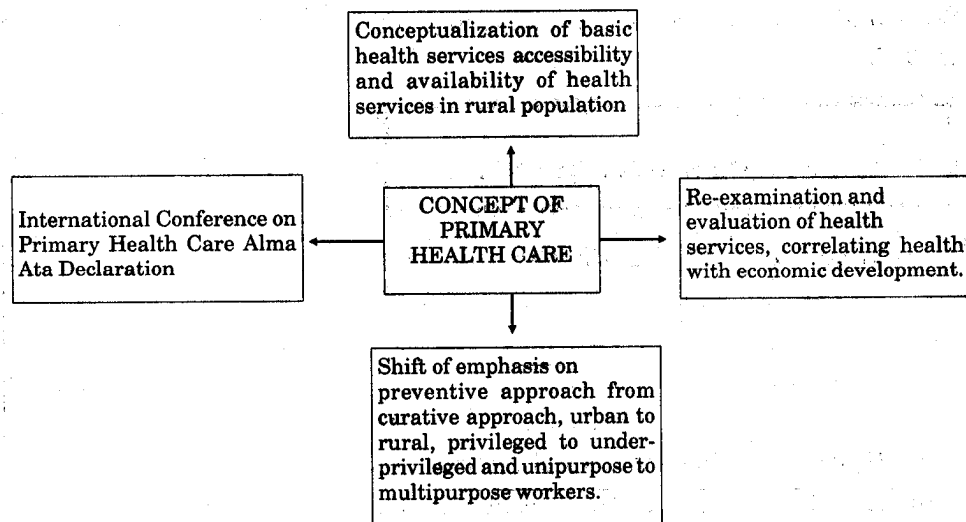 Conceptualization of basic
health services accessibility
and availability of health
services in rural population
International Conference on
Primary Health Care Alma
Ata Declaration
CONCEPT OF
PRIMARY
HEALTH CARE
Re-examination and
evaluation of health
services, correlating health
with economic development.
Shift of emphasis on
preventive approach from
curative approach, urban to
rural, privileged to under-
privileged and unipurpose to
multipurpose workers.